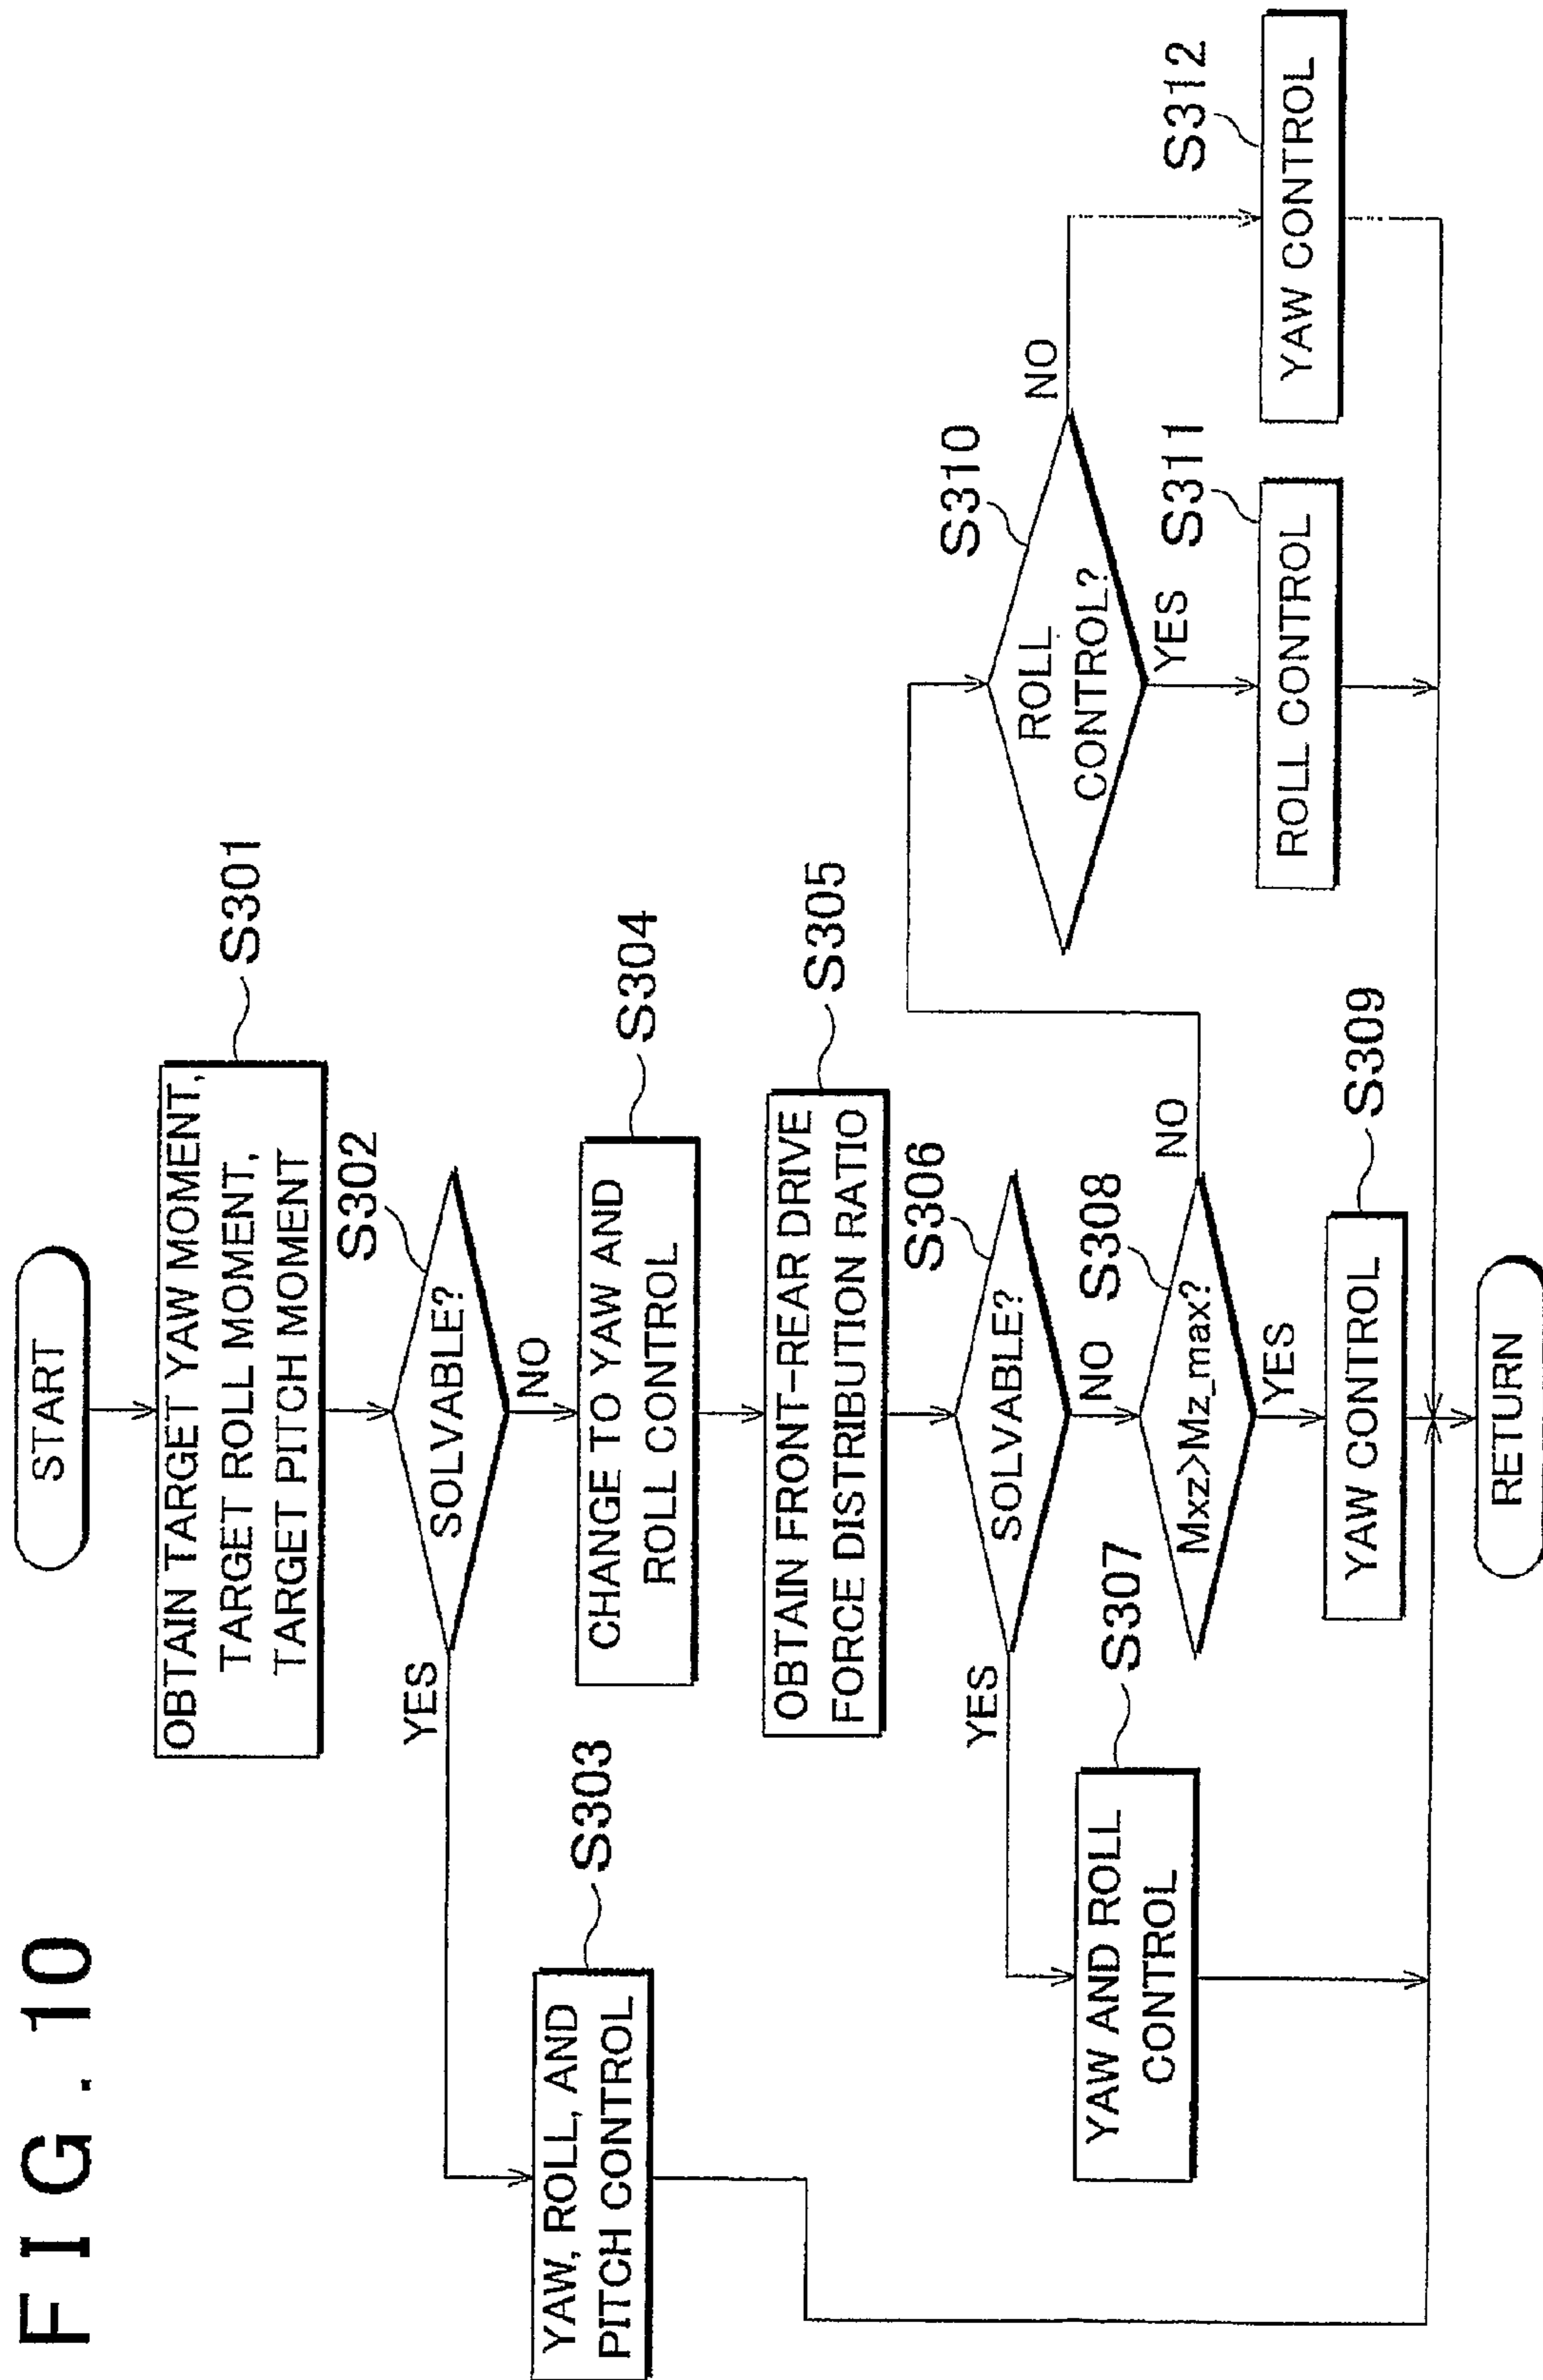 FIG. 10
START
OBTAIN TARGET YAW MOMENT,
TARGET ROLL MOMENT,
TARGET PITCH MOMENT
S301
S302
SOLVABLE?
YES
NO
S303
YAW, ROLL, AND
PITCH CONTROL
S304
CHANGE TO YAW AND
ROLL CONTROL
S305
OBTAIN FRONT-REAR DRIVE
FORCE DISTRIBUTION RATIO
S306
SOLVABLE?
YES
NO
S307
YAW AND ROLL
CONTROL
S308
Mxz>Mz_max?
NO
YES
S309
YAW CONTROL
S310
ROLL
CONTROL?
NO
YES
S311
ROLL CONTROL
S312
YAW CONTROL
RETURN